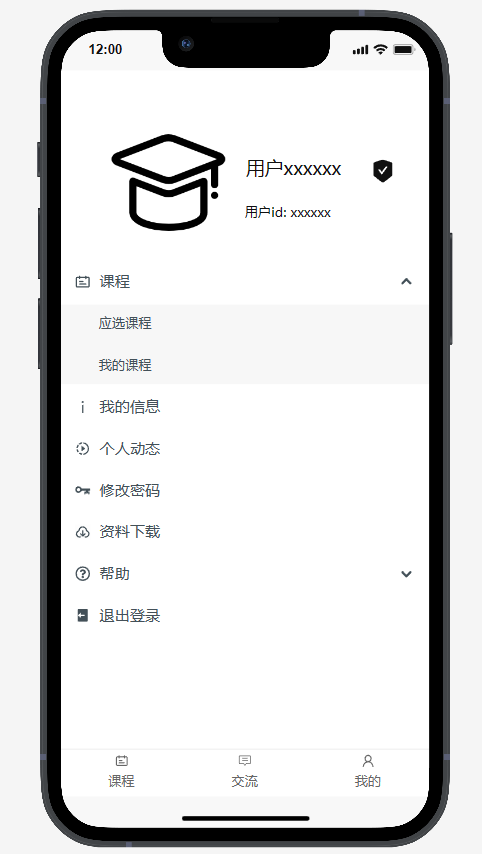 12:00
用户xxxxxx
用户id: xxxxxx
课程
应选课程
我的课程
我的信息
个人动态
修改密码
资料下载
帮助
退出登录
课程
交流
我的